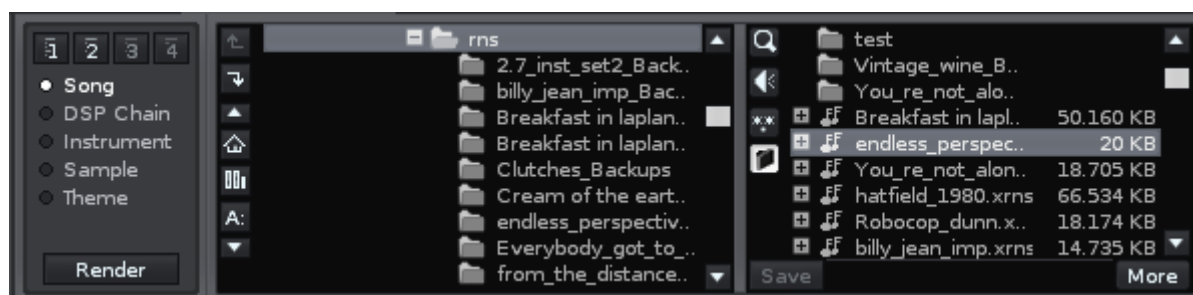 1 2 3 4
Song
DSP Chain
Instrument
Sample
Theme
Render
A:
rns
2.7_inst_set2_Back..
billy_jean_imp_Bac..
Breakfast in laplan..
Breakfast in laplan..
Clutches_Backups
Cream of the eart..
endless_perspectiv..
Everybody_got_to_..
from_the_distance..
test
Vintage_wine_B..
You_re_not_alo..
Breakfast in lapl.. 50.160 KB
endless_perspec.. 20 KB
You_re_not_alon.. 18.705 KB
hatfield_1980.xrns 66.534 KB
Robocop_dunn.x.. 18.174 KB
billy_jean_imp.xrns 14.735 KB
Save More